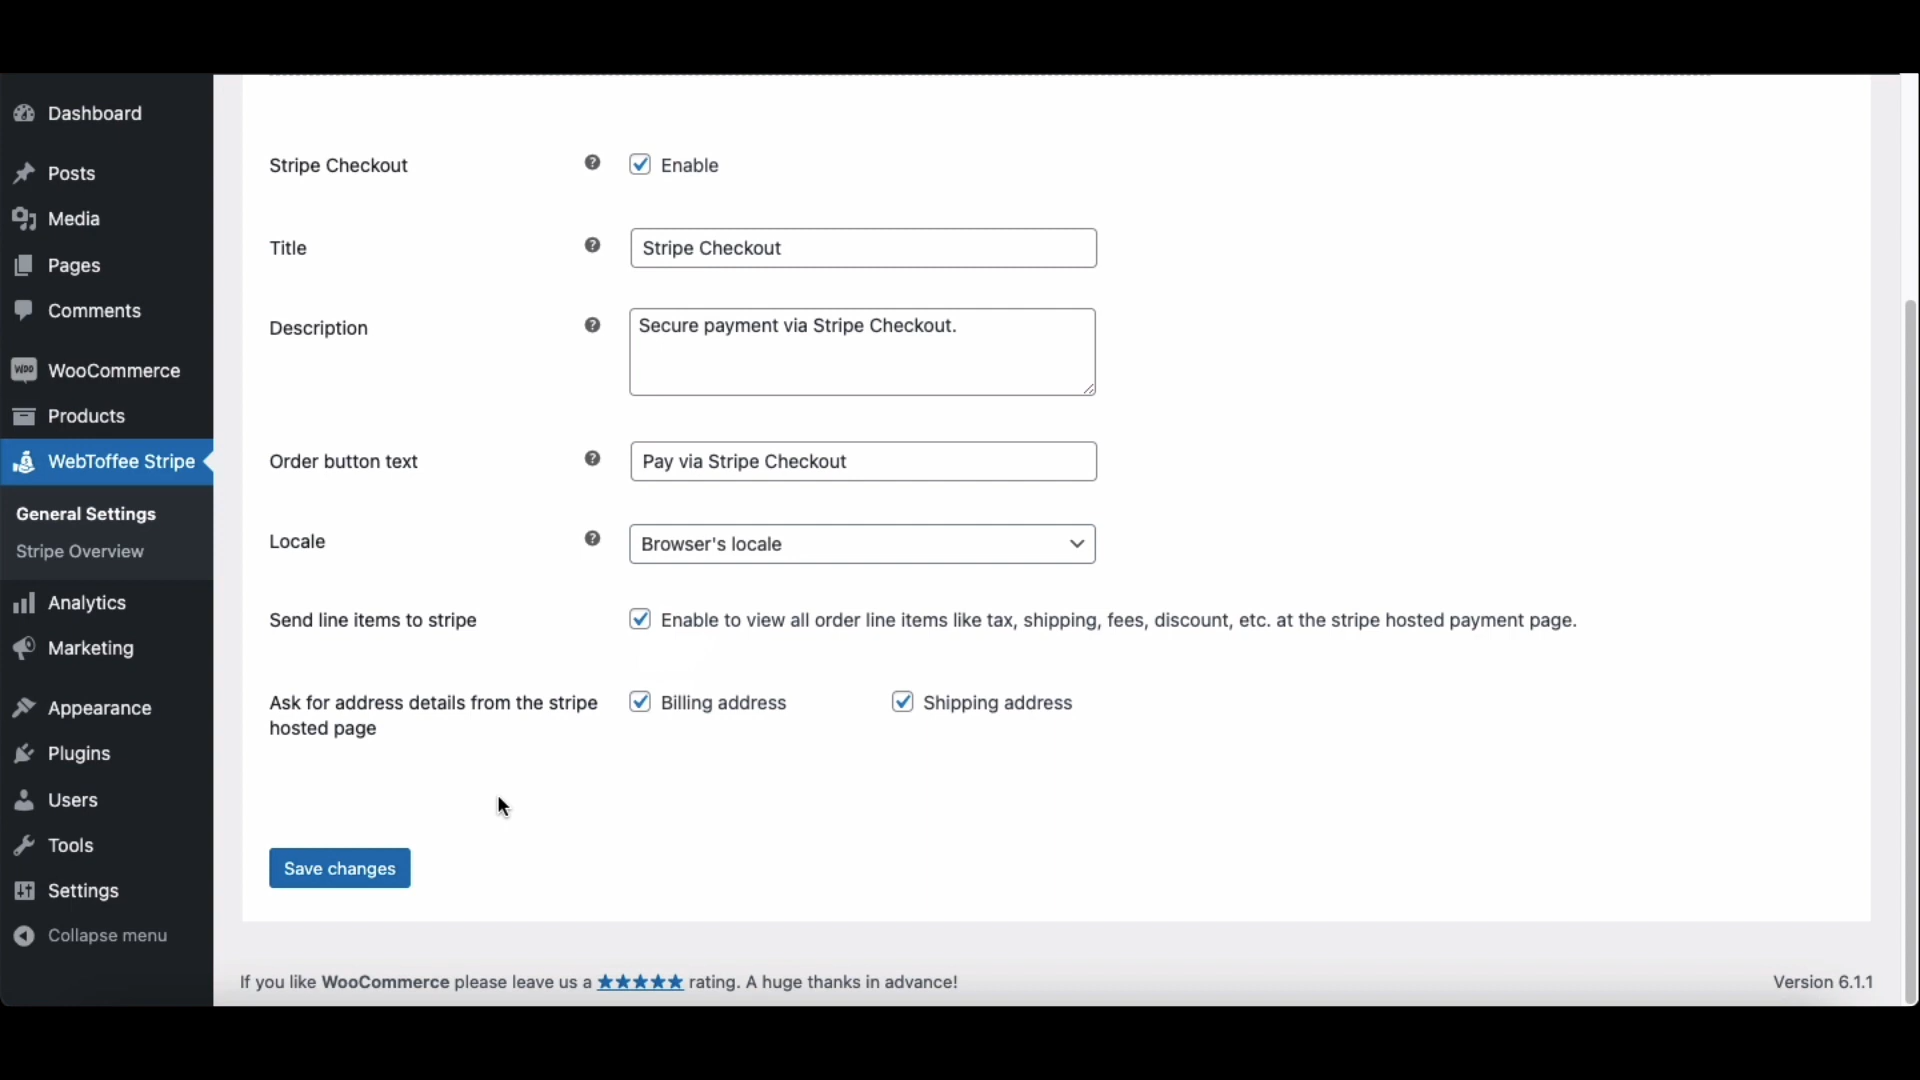 Dashboard
Posts
Media
Pages
Comments
WooCommerce
Products
WebToffee Stripe
General Settings
Stripe Overview
Analytics
Marketing
Appearance
Plugins
Users
Tools
Settings
Collapse menu
Stripe Checkout
Enable
Title
Stripe Checkout
Description
Secure payment via Stripe Checkout.
Order button text
Pay via Stripe Checkout
Locale
Browser's locale
Send line items to stripe
Enable to view all order line items like tax, shipping, fees, discount, etc. at the stripe hosted payment page.
Ask for address details from the stripe
hosted page
Billing address
Shipping address
Save changes
If you like WooCommerce please leave us a ★★★★★ rating. A huge thanks in advance!
Version 6.1.1